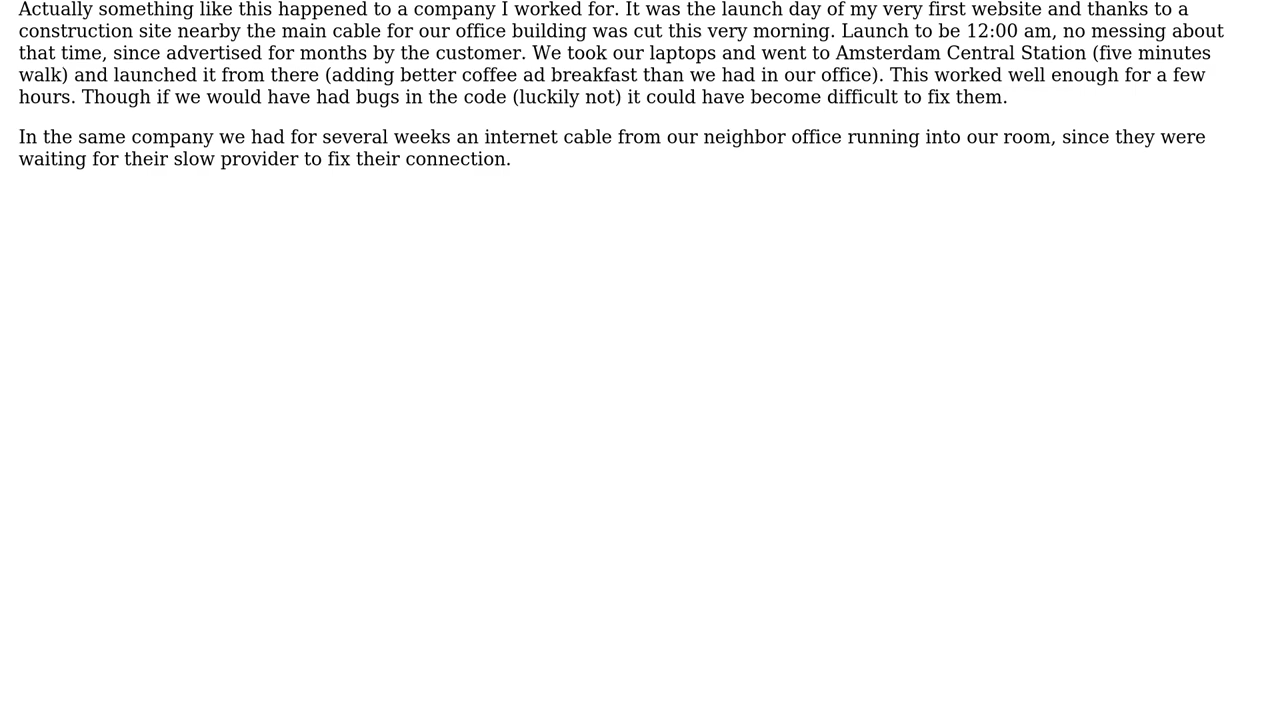 Actually something like this happened to a company I worked for. It was the launch day of my very first website and thanks to a
construction site nearby the main cable for our office building was cut this very morning. Launch to be 12:00 am, no messing about
that time, since advertised for months by the customer. We took our laptops and went to Amsterdam Central Station (five minutes
walk) and launched it from there (adding better coffee ad breakfast than we had in our office). This worked well enough for a few
hours. Though if we would have had bugs in the code (luckily not) it could have become difficult to fix them.
In the same company we had for several weeks an internet cable from our neighbor office running into our room, since they were
waiting for their slow provider to fix their connection.